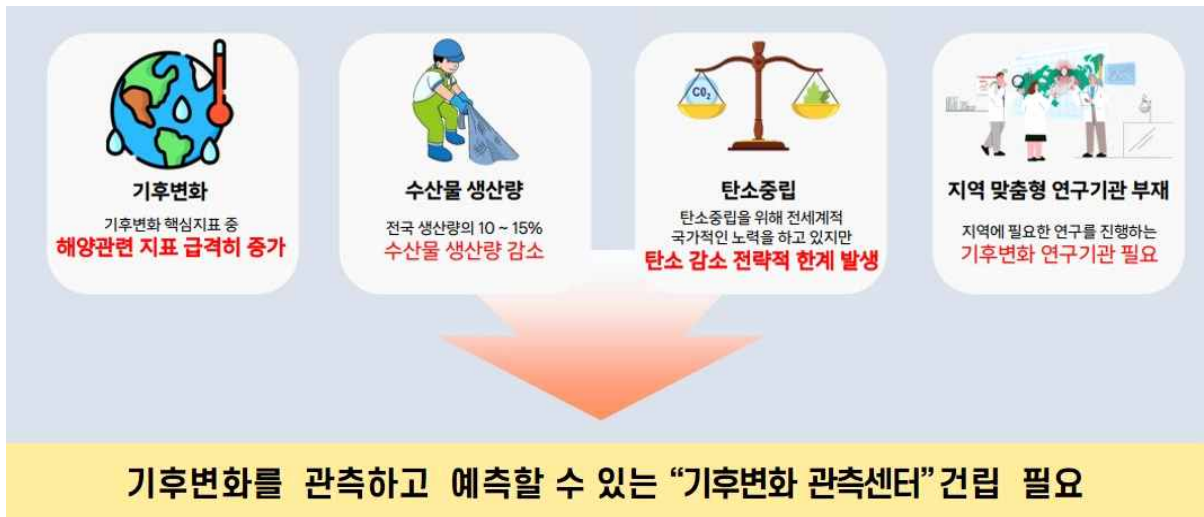 기후변화
기후변화 핵심지표 중
해양관련 지표 급격히 증가
수산물 생산량
전국 생산량의 10 ~ 15%
수산물 생산량 감소
CO₂
탄소중립
탄소중립을 위해 전세계적
국가적인 노력을 하고 있지만
탄소 감소 전략적 한계 발생
지역 맞춤형 연구기관 부재
지역에 필요한 연구를 진행하는
기후변화 연구기관 필요
기후변화를 관측하고 예측할 수 있는 “기후변화 관측센터”건립 필요